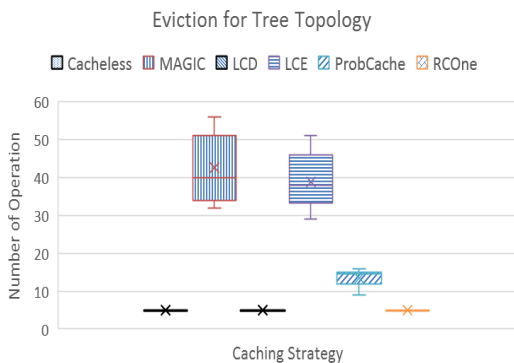 Eviction for Tree Topology
Cacheless MAGIC LCD LCE ProbCache RCOne
Number of Operation
60
50
40
30
20
10
0
Caching Strategy